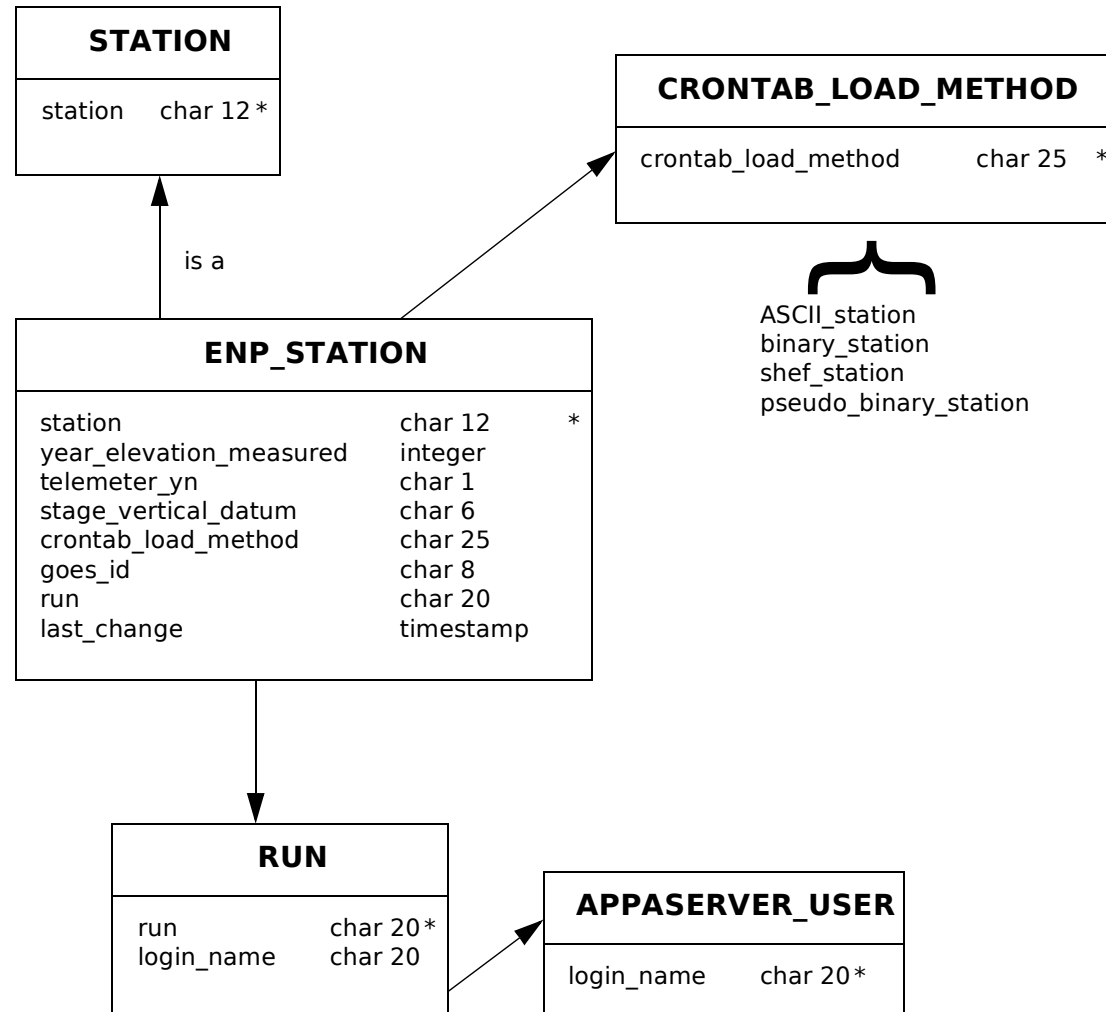 STATION
station char 12 *
CRONTAB_LOAD_METHOD
crontab_load_method char 25 *
is a
ASCII_station
binary_station
shef_station
pseudo_binary_station
ENP_STATION
station char 12 *
year_elevation_measured integer
telemeter_yn char 1
stage_vertical_datum char 6
crontab_load_method char 25
goes_id char 8
run char 20
last_change timestamp
RUN
run char 20 *
login_name char 20
APPASERVER_USER
login_name char 20 *